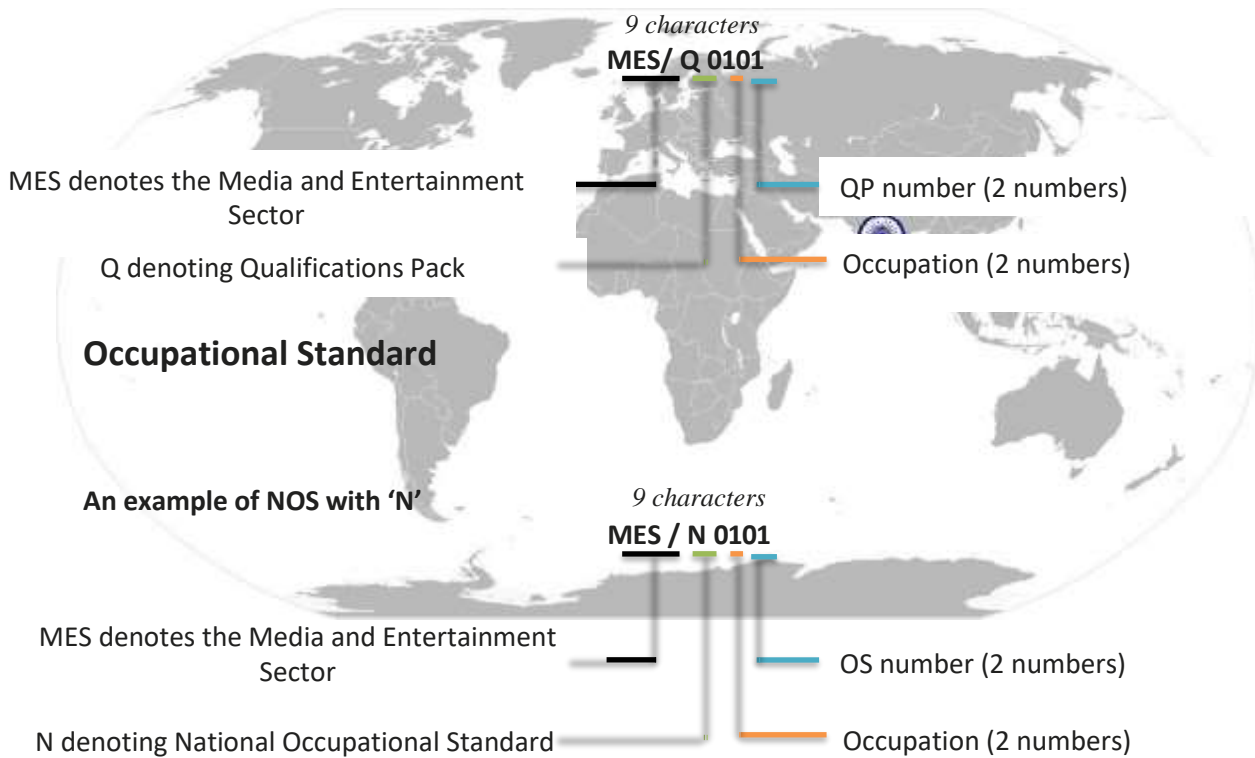 9 characters
MES/ Q 0101
MES denotes the Media and Entertainment
Sector
QP number (2 numbers)
Q denoting Qualifications Pack
Occupation (2 numbers)
Occupational Standard
An example of NOS with ‘N’
9 characters
MES / N 0101
MES denotes the Media and Entertainment
Sector
OS number (2 numbers)
N denoting National Occupational Standard
Occupation (2 numbers)